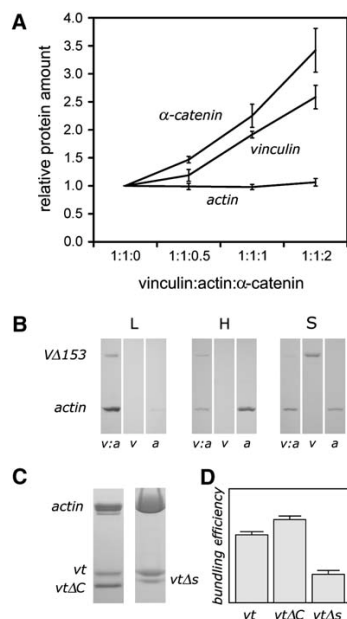 A
relative protein amount
4.0
3.5
3.0
2.5
2.0
1.5
1.0
0.5
0.0
α-catenin
vinculin
actin
1:1:0 1:1:0.5 1:1:1 1:1:2
vinculin:actin:α-catenin
B
L H S
VΔ153
actin
v:a v a v:a v a v:a v a
C
actin
vt
vtΔC
vtΔs
D
bundling efficiency
vt vtΔC vtΔs